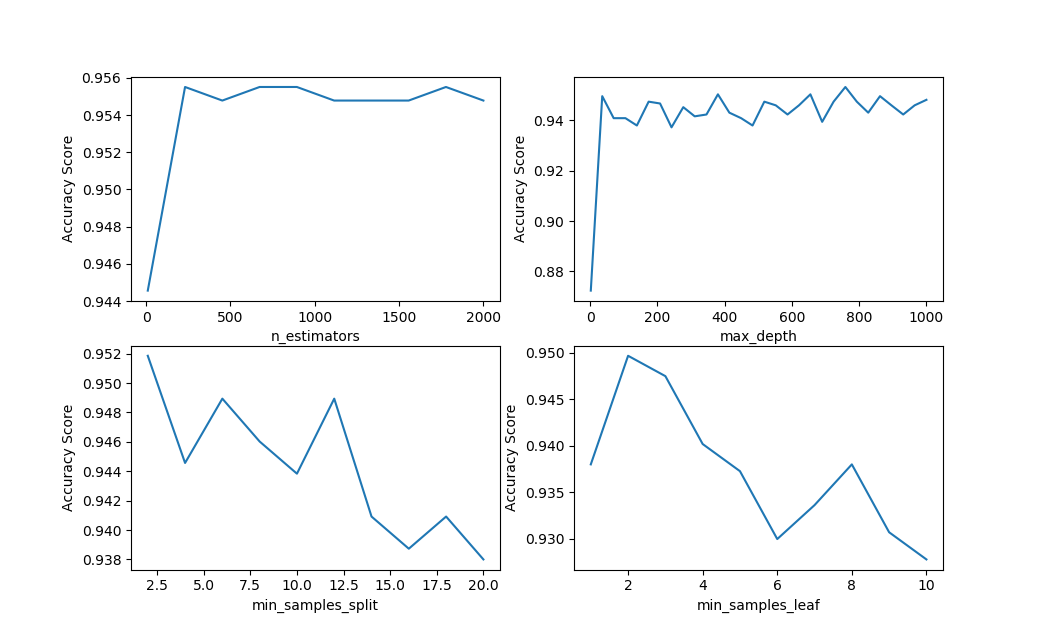 0.956
0.954
0.952
0.950
0.948
0.946
0.944
Accuracy Score
0 500 1000 1500 2000
n_estimators
0.94
0.92
0.90
0.88
Accuracy Score
0 200 400 600 800 1000
max_depth
0.952
0.950
0.948
0.946
0.944
0.942
0.940
0.938
Accuracy Score
2.5 5.0 7.5 10.0 12.5 15.0 17.5 20.0
min_samples_split
0.950
0.945
0.940
0.935
0.930
Accuracy Score
2 4 6 8 10
min_samples_leaf